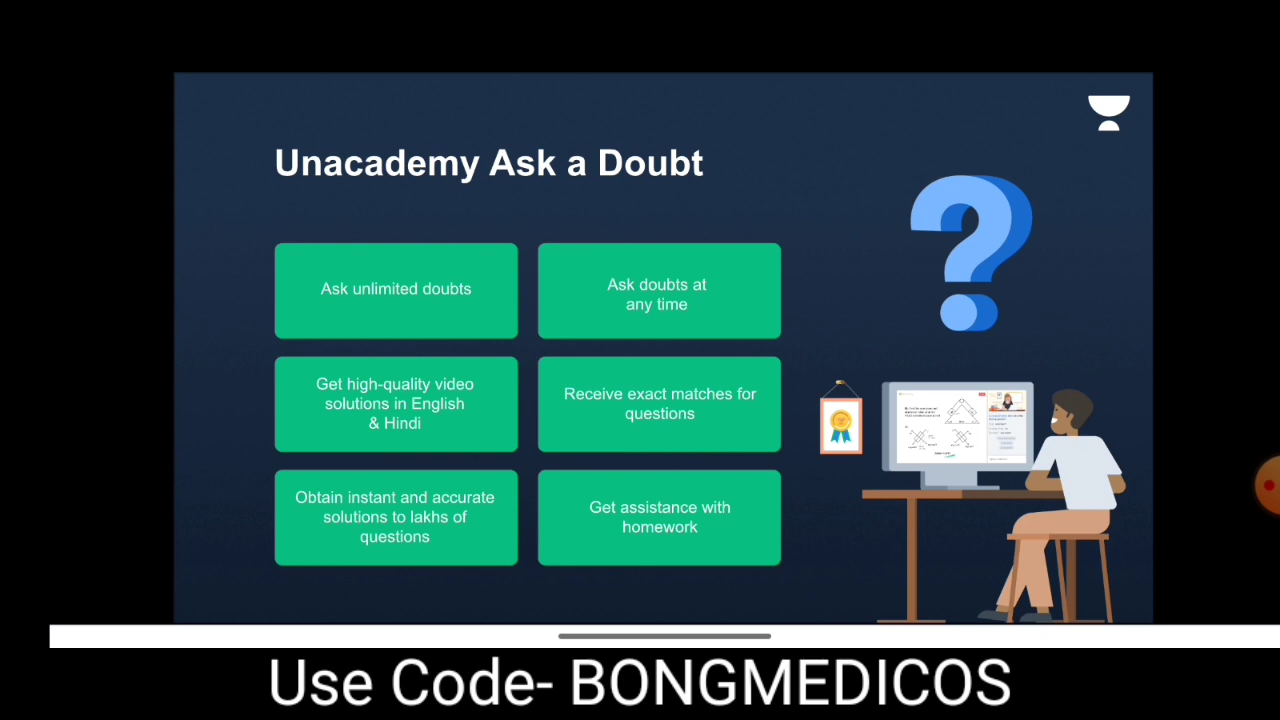 Unacademy Ask a Doubt
Ask unlimited doubts
Ask doubts at
any time
Get high-quality video
solutions in English
& Hindi
Receive exact matches for
questions
Obtain instant and accurate
solutions to lakhs of
questions
Get assistance with
homework
Use Code- BONGMEDICOS